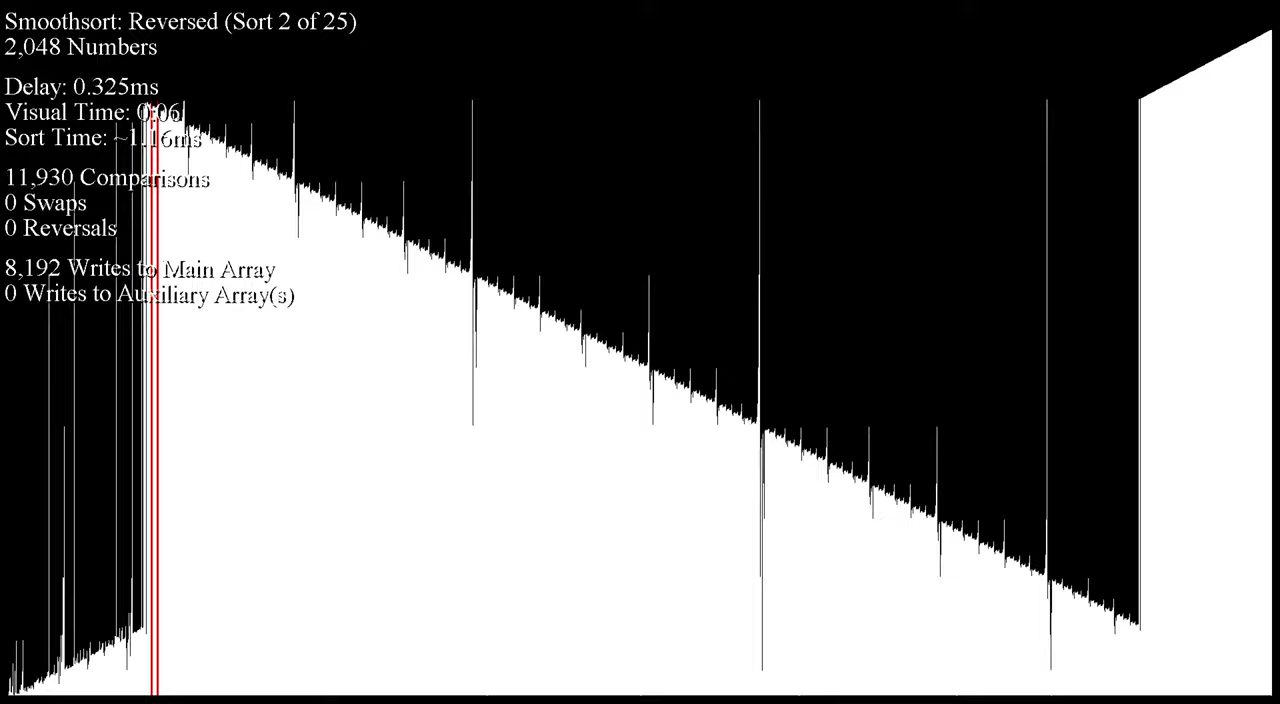 Smoothsort: Reversed (Sort 2 of 25)
2,048 Numbers
Delay: 0.325ms
Visual Time: 0:06
Sort Time: ~1.16ms
11,930 Comparisons
0 Swaps
0 Reversals
8,192 Writes to Main Array
0 Writes to Auxiliary Array(s)